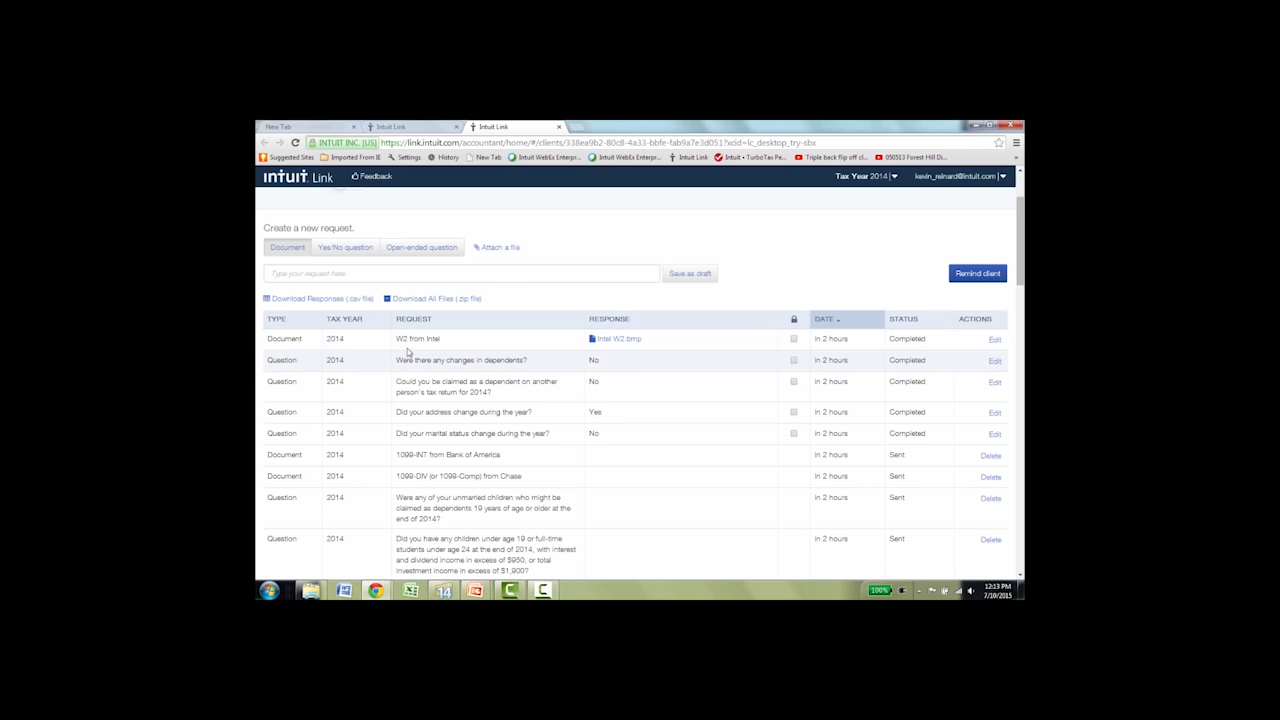 New Tab
Intuit Link
Intuit Link
INTUIT INC. [US] https://link.intuit.com/accountant/home/#/clients/338ea9b2-80c8-4a33-bbfe-fab9a7e3d051?xcid=lc_desktop_try-sbx
Suggested Sites Imported From IE Settings History New Tab Intuit WebEx Enterpr... Intuit WebEx Enterpr... Intuit Link Intuit • TurboTax Pe... Triple back flip off cl... 050513 Forest Hill Di...
INTUIT Link Feedback Tax Year 2014 kevin_reinard@intuit.com
Create a new request.
Document Yes/No question Open-ended question Attach a file
Type your request here. Save as draft Remind client
Download Responses (.csv file) Download All Files (.zip file)
TYPE TAX YEAR REQUEST RESPONSE DATE STATUS ACTIONS
Document 2014 W2 from Intel Intel W2.bmp in 2 hours Completed Edit
Question 2014 Were there any changes in dependents? No in 2 hours Completed Edit
Question 2014 Could you be claimed as a dependent on another No in 2 hours Completed Edit
person's tax return for 2014?
Question 2014 Did your address change during the year? Yes in 2 hours Completed Edit
Question 2014 Did your marital status change during the year? No in 2 hours Completed Edit
Document 2014 1099-INT from Bank of America in 2 hours Sent Delete
Document 2014 1099-DIV (or 1099-Comp) from Chase in 2 hours Sent Delete
Question 2014 Were any of your unmarried children who might be in 2 hours Sent Delete
claimed as dependents 19 years of age or older at the
end of 2014?
Question 2014 Did you have any children under age 19 or full-time in 2 hours Sent Delete
students under age 24 at the end of 2014, with interest
and dividend income in excess of $950, or total
investment income in excess of $1,900?
14 100% 12:13 PM
7/10/2015